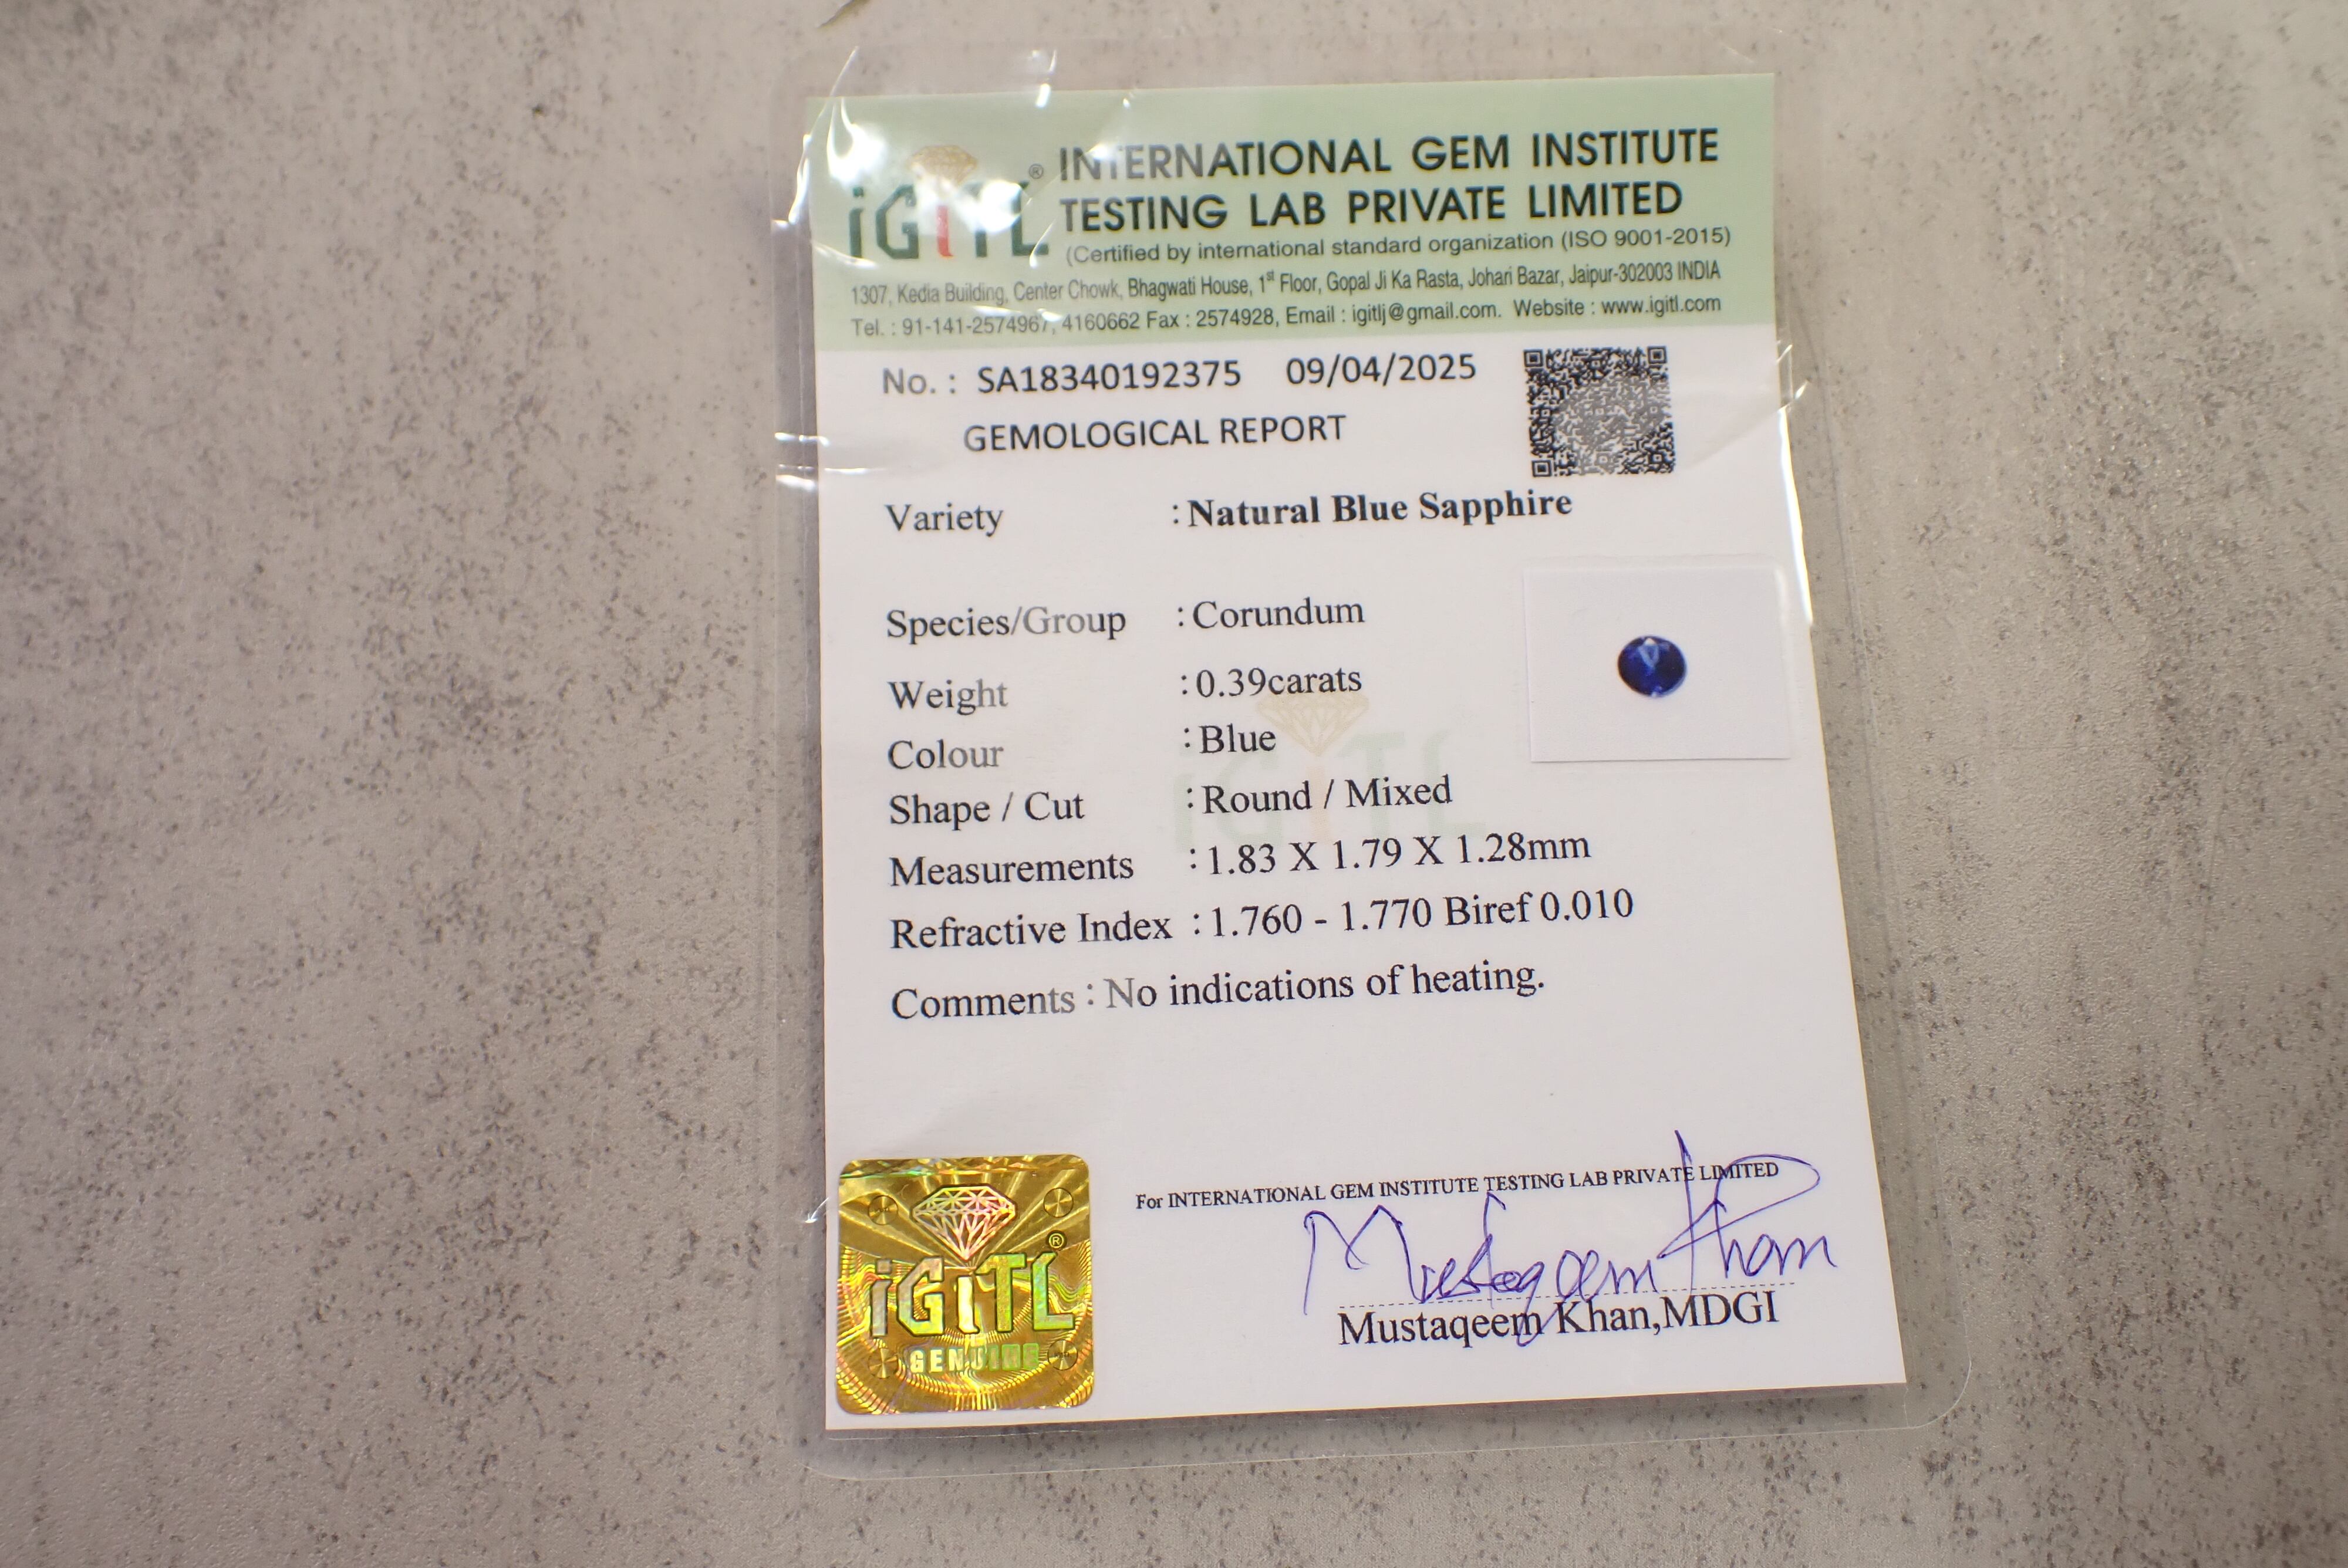 iGiTL ® INTERNATIONAL GEM INSTITUTE
TESTING LAB PRIVATE LIMITED
(Certified by international standard organization (ISO 9001-2015)
1307, Kedia Building, Center Chowk, Bhagwati House, 1st Floor, Gopal Ji Ka Rasta, Johari Bazar, Jaipur-302003 INDIA
Tel. : 91-141-2574967, 4160662 Fax : 2574928, Email : igitlj@gmail.com. Website : www.igitl.com
No. : SA18340192375 09/04/2025
GEMOLOGICAL REPORT
Variety : Natural Blue Sapphire
Species/Group : Corundum
Weight : 0.39carats
Colour : Blue
Shape / Cut : Round / Mixed
Measurements : 1.83 X 1.79 X 1.28mm
Refractive Index : 1.760 - 1.770 Biref 0.010
Comments : No indications of heating.
iGiTL
For INTERNATIONAL GEM INSTITUTE TESTING LAB PRIVATE LIMITED
Mustaqeem Khan
Mustaqeem Khan,MDGI
iGiTL ®
GENUINE